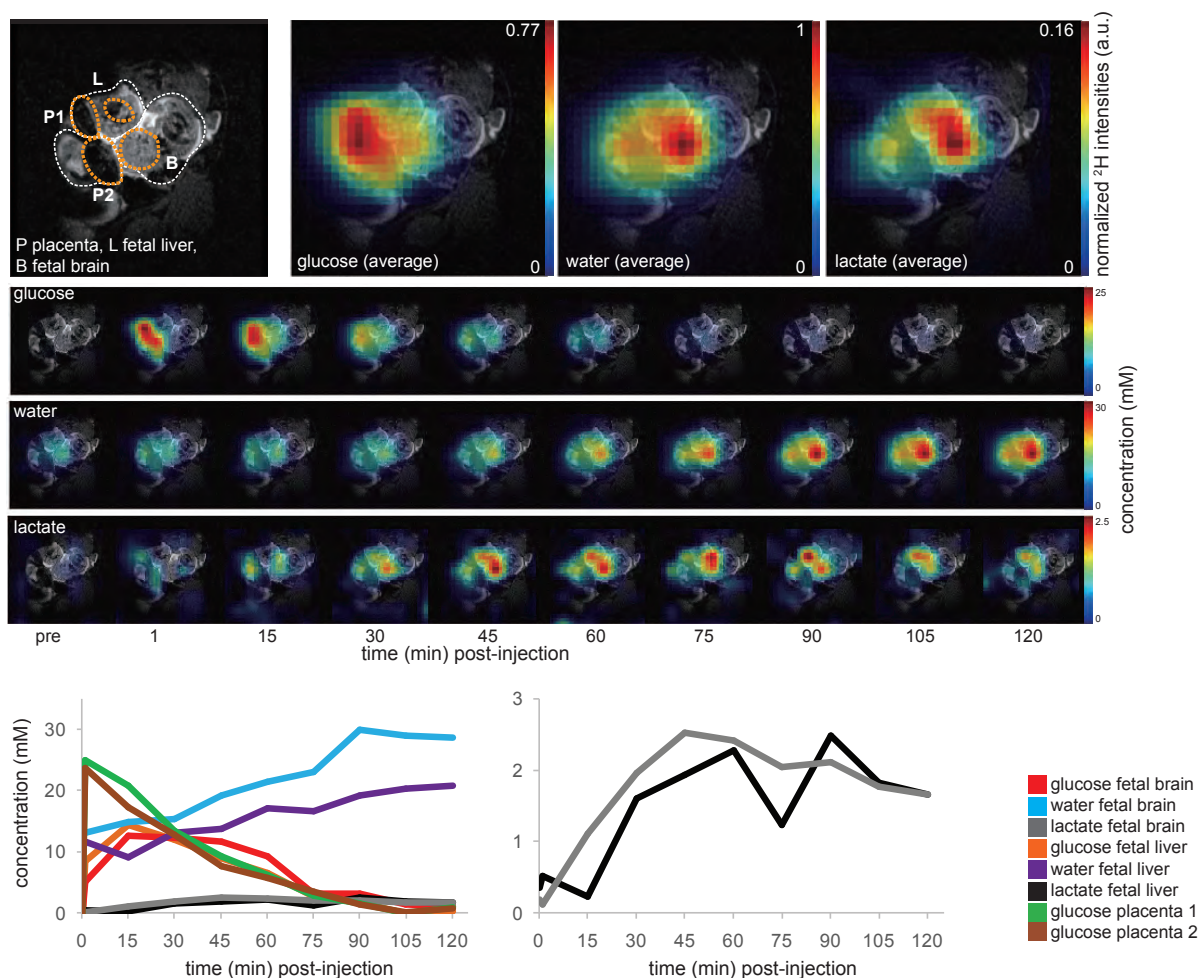 L
P1
B
P2
P placenta, L fetal liver,
B fetal brain
0.77
0
glucose (average)
1
0
water (average)
0.16
0
lactate (average)
normalized ²H intensities (a.u.)
glucose
25
0
water
30
0
lactate
2.5
0
concentration (mM)
pre 1 15 30 45 60 75 90 105 120
time (min) post-injection
concentration (mM)
30
20
10
0
0 15 30 45 60 75 90 105 120
time (min) post-injection
3
2
1
0
0 15 30 45 60 75 90 105 120
time (min) post-injection
glucose fetal brain
water fetal brain
lactate fetal brain
glucose fetal liver
water fetal liver
lactate fetal liver
glucose placenta 1
glucose placenta 2